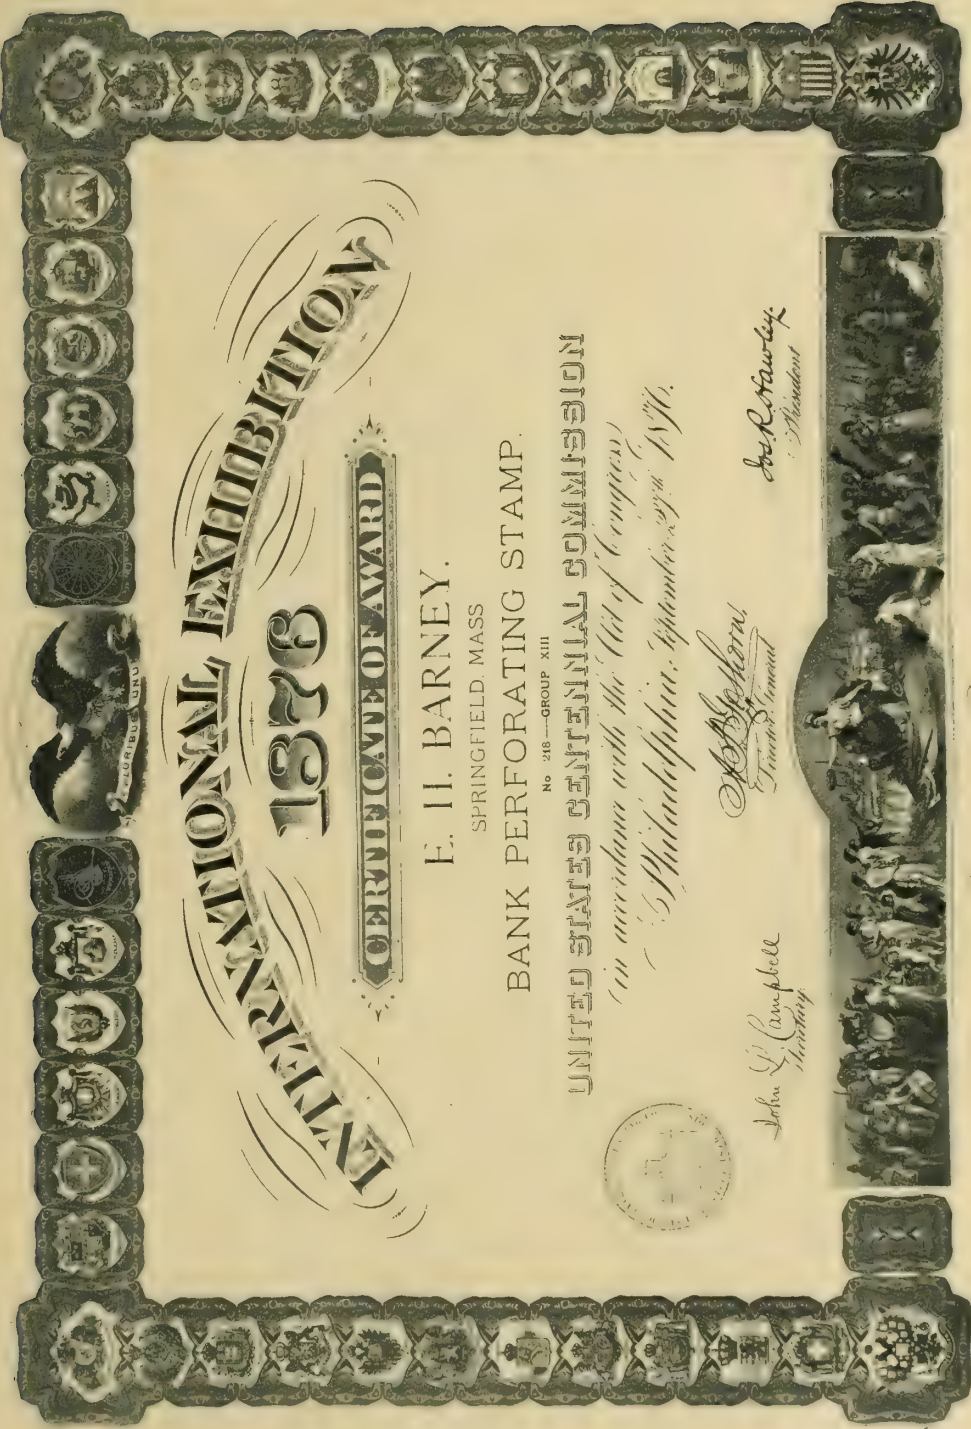 E PLURIBUS UNUM
INTERNATIONAL EXHIBITION
1876
CERTIFICATE OF AWARD
E. H. BARNEY.
SPRINGFIELD. MASS
BANK PERFORATING STAMP.
No 218—GROUP XIII
UNITED STATES CENTENNIAL COMMISSION
in accordance with the Act of Congress
Philadelphia, September 27th 1876.
John L. Campbell
Secretary.
A. T. Goshorn.
Director General
Jos. R. Hawley.
President